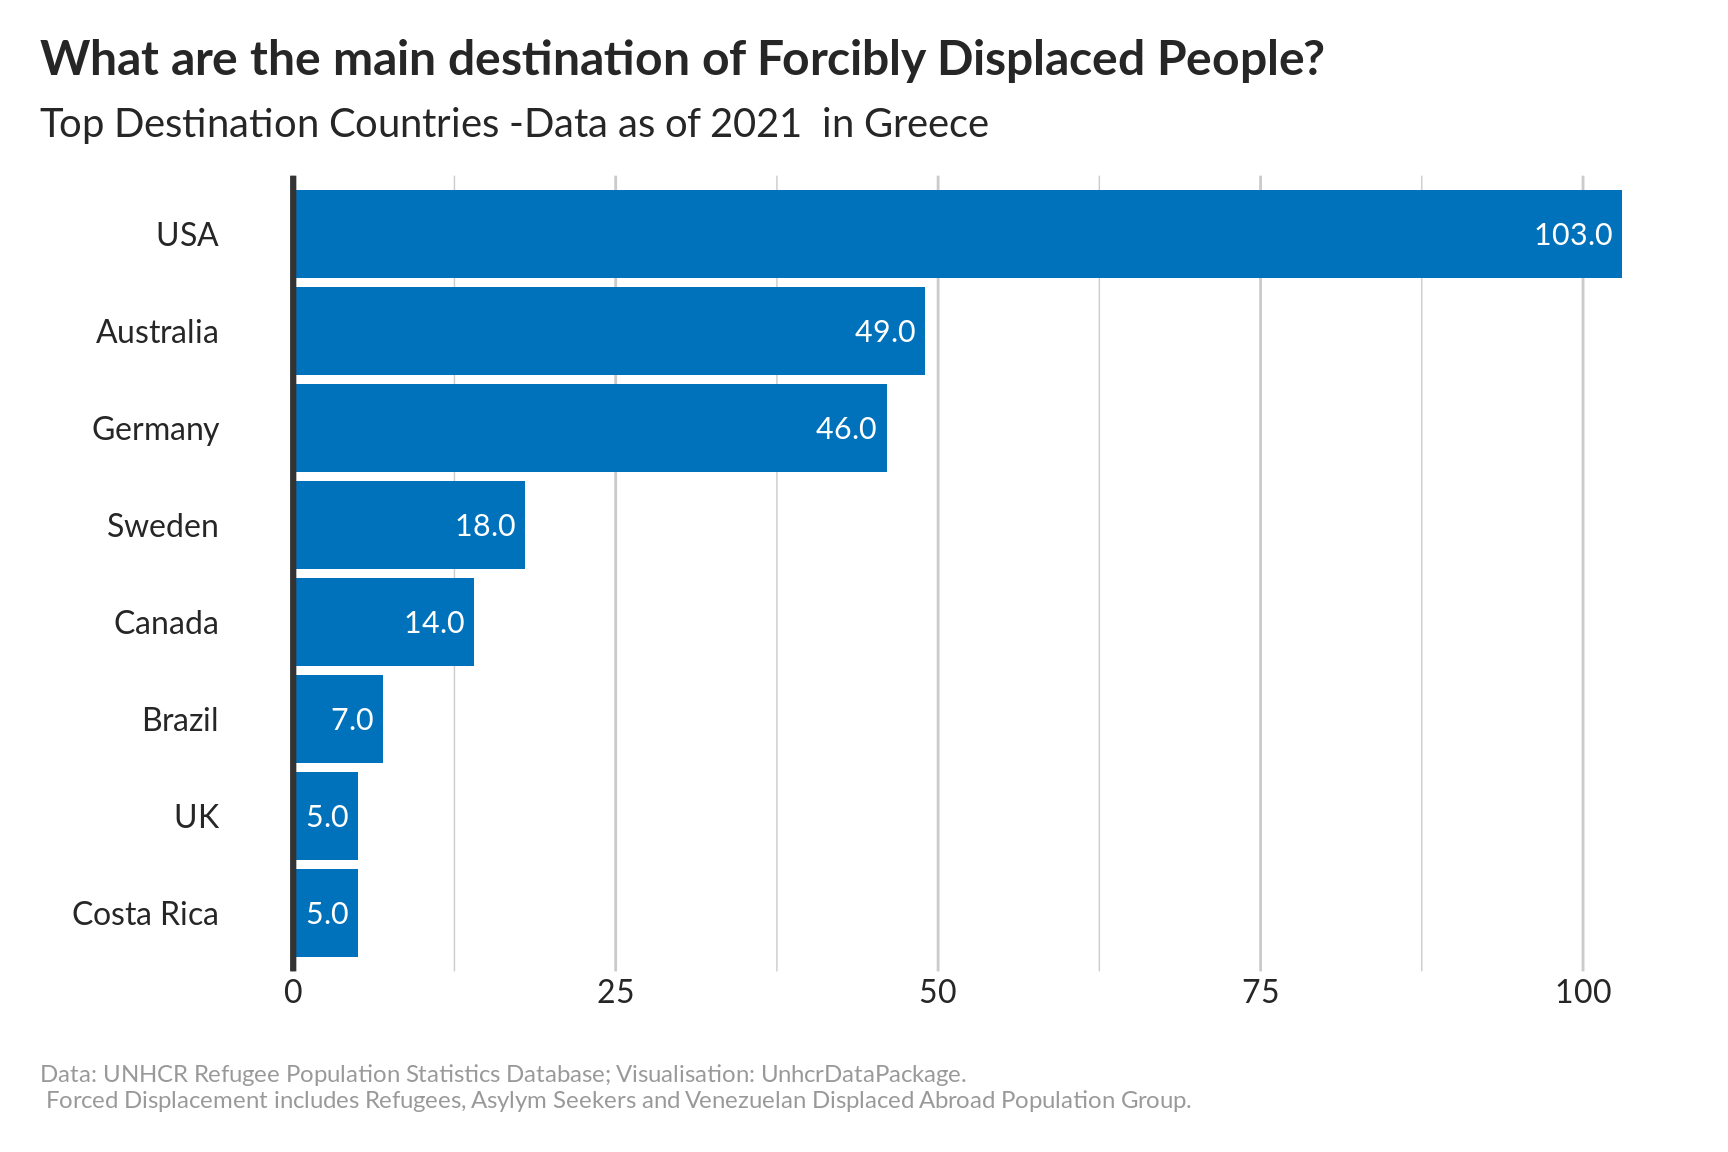 What are the main destination of Forcibly Displaced People?
Top Destination Countries -Data as of 2021  in Greece
USA 103.0
Australia 49.0
Germany 46.0
Sweden 18.0
Canada 14.0
Brazil 7.0
UK 5.0
Costa Rica 5.0
0 25 50 75 100
Data: UNHCR Refugee Population Statistics Database; Visualisation: UnhcrDataPackage.
Forced Displacement includes Refugees, Asylym Seekers and Venezuelan Displaced Abroad Population Group.